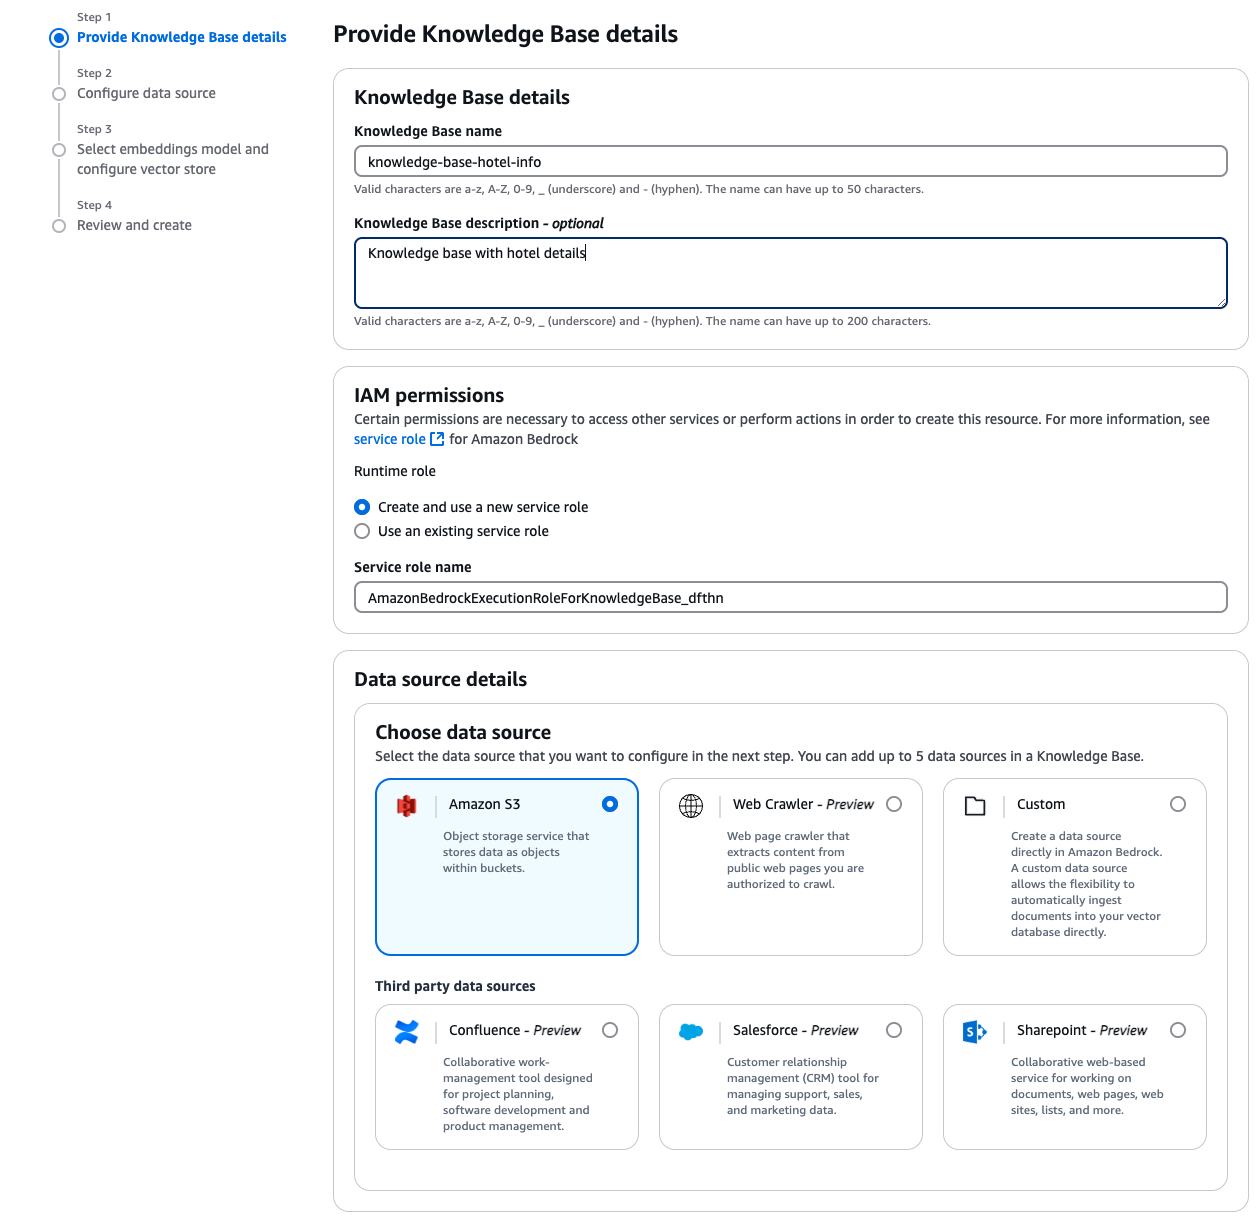 Step 1
Provide Knowledge Base details
Step 2
Configure data source
Step 3
Select embeddings model and
configure vector store
Step 4
Review and create
Provide Knowledge Base details
Knowledge Base details
Knowledge Base name
knowledge-base-hotel-info
Valid characters are a-z, A-Z, 0-9, _ (underscore) and - (hyphen). The name can have up to 50 characters.
Knowledge Base description - optional
Knowledge base with hotel details
Valid characters are a-z, A-Z, 0-9, _ (underscore) and - (hyphen). The name can have up to 200 characters.
IAM permissions
Certain permissions are necessary to access other services or perform actions in order to create this resource. For more information, see
service role for Amazon Bedrock
Runtime role
Create and use a new service role
Use an existing service role
Service role name
AmazonBedrockExecutionRoleForKnowledgeBase_dfthn
Data source details
Choose data source
Select the data source that you want to configure in the next step. You can add up to 5 data sources in a Knowledge Base.
Amazon S3
Object storage service that
stores data as objects
within buckets.
Web Crawler - Preview
Web page crawler that
extracts content from
public web pages you are
authorized to crawl.
Custom
Create a data source
directly in Amazon Bedrock.
A custom data source
allows the flexibility to
automatically ingest
documents into your vector
database directly.
Third party data sources
Confluence - Preview
Collaborative work-
management tool designed
for project planning,
software development and
product management.
Salesforce - Preview
Customer relationship
management (CRM) tool for
managing support, sales,
and marketing data.
S
Sharepoint - Preview
Collaborative web-based
service for working on
documents, web pages, web
sites, lists, and more.